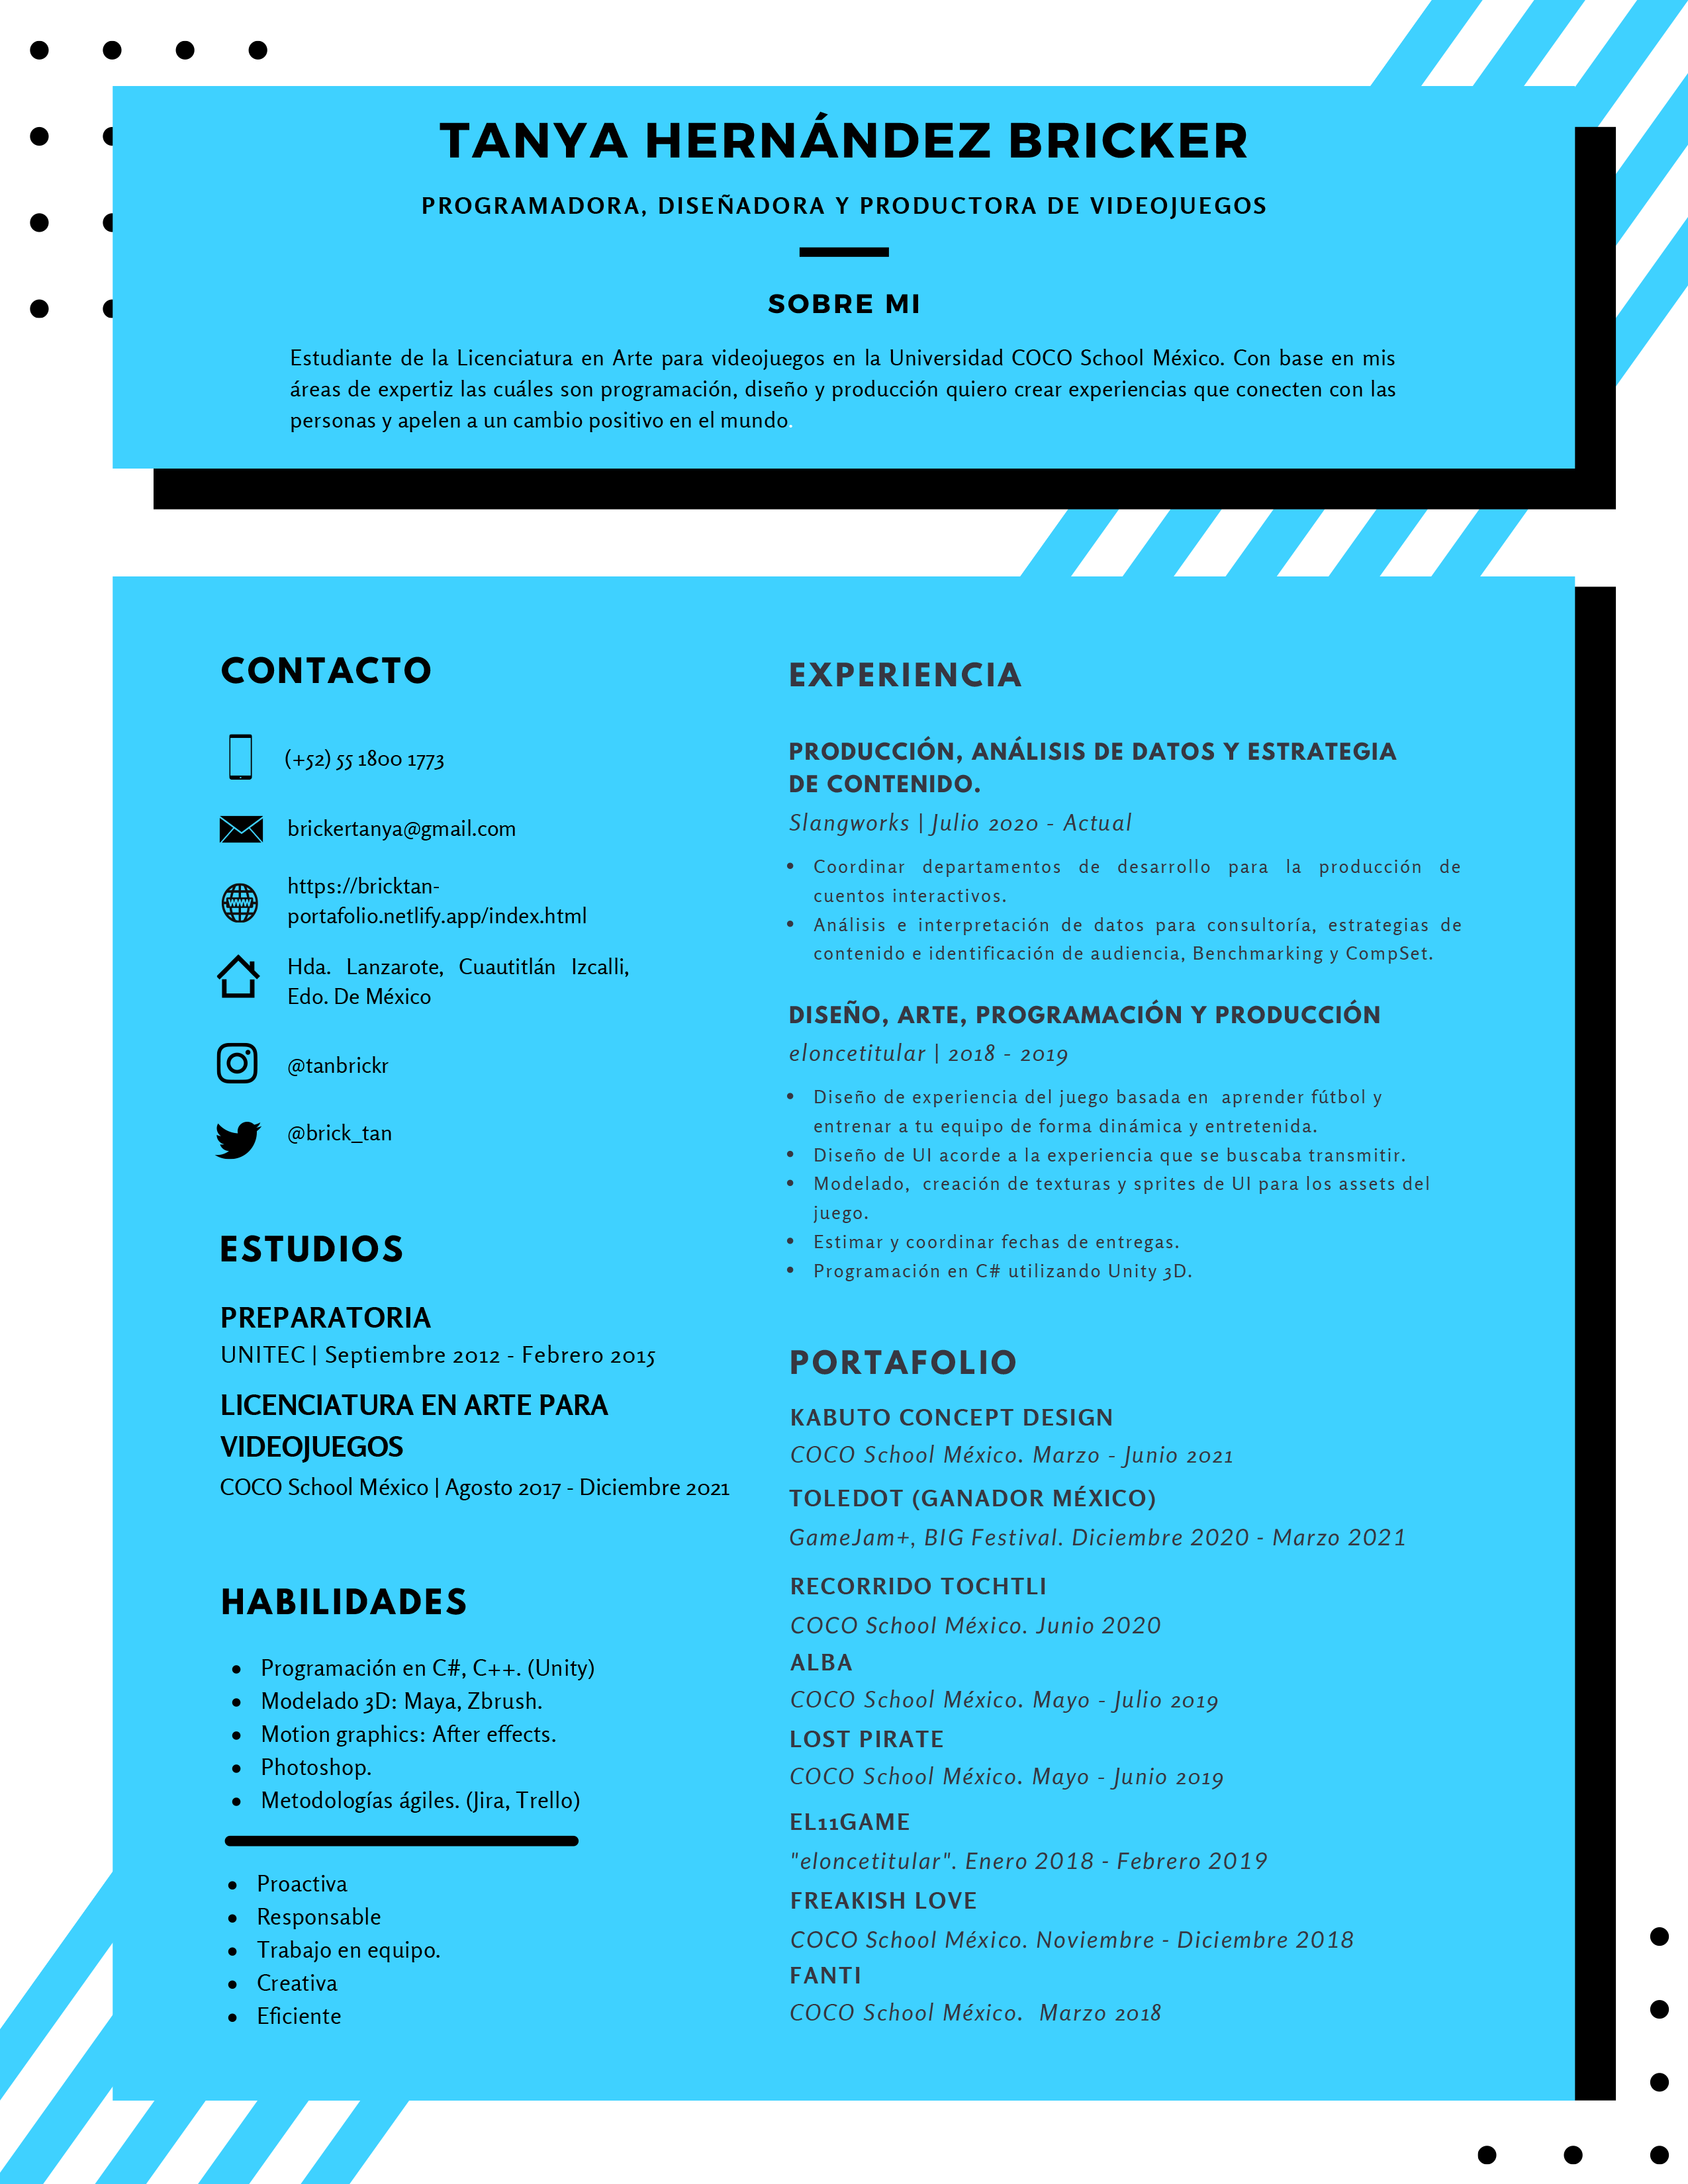 TANYA HERNÁNDEZ BRICKER
PROGRAMADORA, DISEÑADORA Y PRODUCTORA DE VIDEOJUEGOS
SOBRE MI
Estudiante de la Licenciatura en Arte para videojuegos en la Universidad COCO School México. Con base en mis
áreas de expertiz las cuáles son programación, diseño y producción quiero crear experiencias que conecten con las
personas y apelen a un cambio positivo en el mundo.
CONTACTO
(+52) 55 1800 1773
brickertanya@gmail.com
https://bricktan-
portafolio.netlify.app/index.html
Hda. Lanzarote, Cuautitlán Izcalli,
Edo. De México
@tanbrickr
@brick_tan
ESTUDIOS
PREPARATORIA
UNITEC | Septiembre 2012 - Febrero 2015
LICENCIATURA EN ARTE PARA
VIDEOJUEGOS
COCO School México | Agosto 2017 - Diciembre 2021
HABILIDADES
• Programación en C#, C++. (Unity)
• Modelado 3D: Maya, Zbrush.
• Motion graphics: After effects.
• Photoshop.
• Metodologías ágiles. (Jira, Trello)
• Proactiva
• Responsable
• Trabajo en equipo.
• Creativa
• Eficiente
EXPERIENCIA
PRODUCCIÓN, ANÁLISIS DE DATOS Y ESTRATEGIA
DE CONTENIDO.
Slangworks | Julio 2020 - Actual
• Coordinar departamentos de desarrollo para la producción de
cuentos interactivos.
• Análisis e interpretación de datos para consultoría, estrategias de
contenido e identificación de audiencia, Benchmarking y CompSet.
DISEÑO, ARTE, PROGRAMACIÓN Y PRODUCCIÓN
eloncetitular | 2018 - 2019
• Diseño de experiencia del juego basada en aprender fútbol y
entrenar a tu equipo de forma dinámica y entretenida.
• Diseño de UI acorde a la experiencia que se buscaba transmitir.
• Modelado, creación de texturas y sprites de UI para los assets del
juego.
• Estimar y coordinar fechas de entregas.
• Programación en C# utilizando Unity 3D.
PORTAFOLIO
KABUTO CONCEPT DESIGN
COCO School México. Marzo - Junio 2021
TOLEDOT (GANADOR MÉXICO)
GameJam+, BIG Festival. Diciembre 2020 - Marzo 2021
RECORRIDO TOCHTLI
COCO School México. Junio 2020
ALBA
COCO School México. Mayo - Julio 2019
LOST PIRATE
COCO School México. Mayo - Junio 2019
EL11GAME
"eloncetitular". Enero 2018 - Febrero 2019
FREAKISH LOVE
COCO School México. Noviembre - Diciembre 2018
FANTI
COCO School México. Marzo 2018